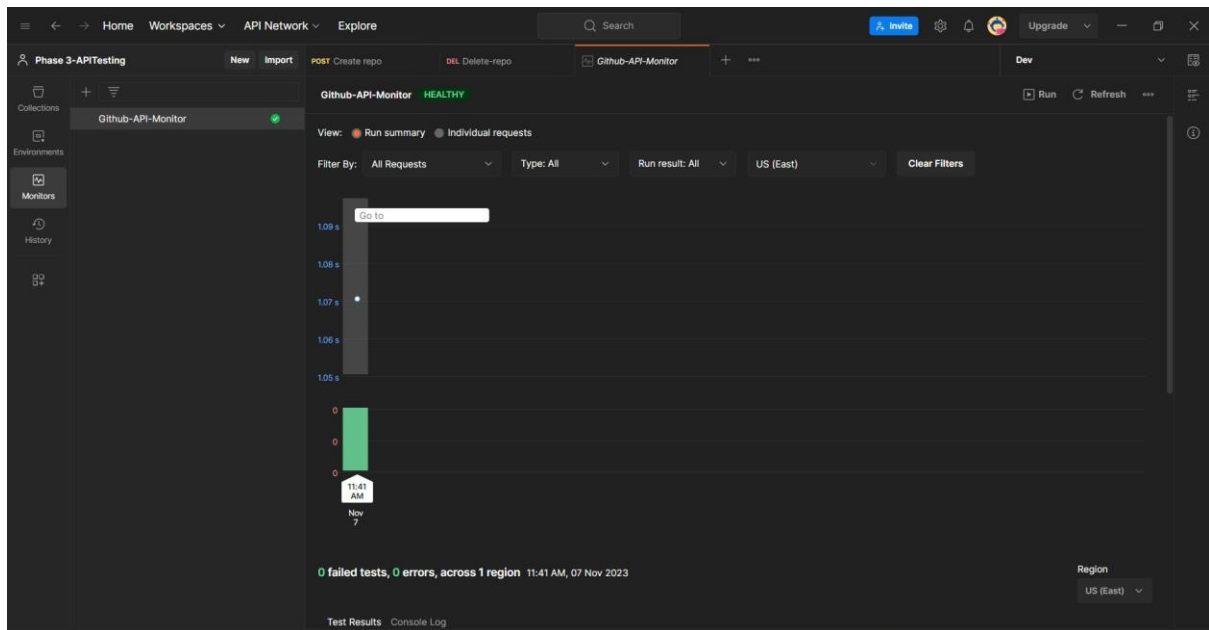 Home Workspaces API Network Explore Search Invite Upgrade
Phase 3-APITesting New Import POST Create repo DEL Delete-repo Github-API-Monitor Dev
Collections
Environments
Monitors
History
Github-API-Monitor
Github-API-Monitor HEALTHY Run Refresh
View: Run summary Individual requests
Filter By: All Requests Type: All Run result: All US (East) Clear Filters
Go to
1.09 s
1.08 s
1.07 s
1.06 s
1.05 s
0
0
0
11:41
AM
Nov
7
0 failed tests, 0 errors, across 1 region 11:41 AM, 07 Nov 2023
Region
US (East)
Test Results Console Log